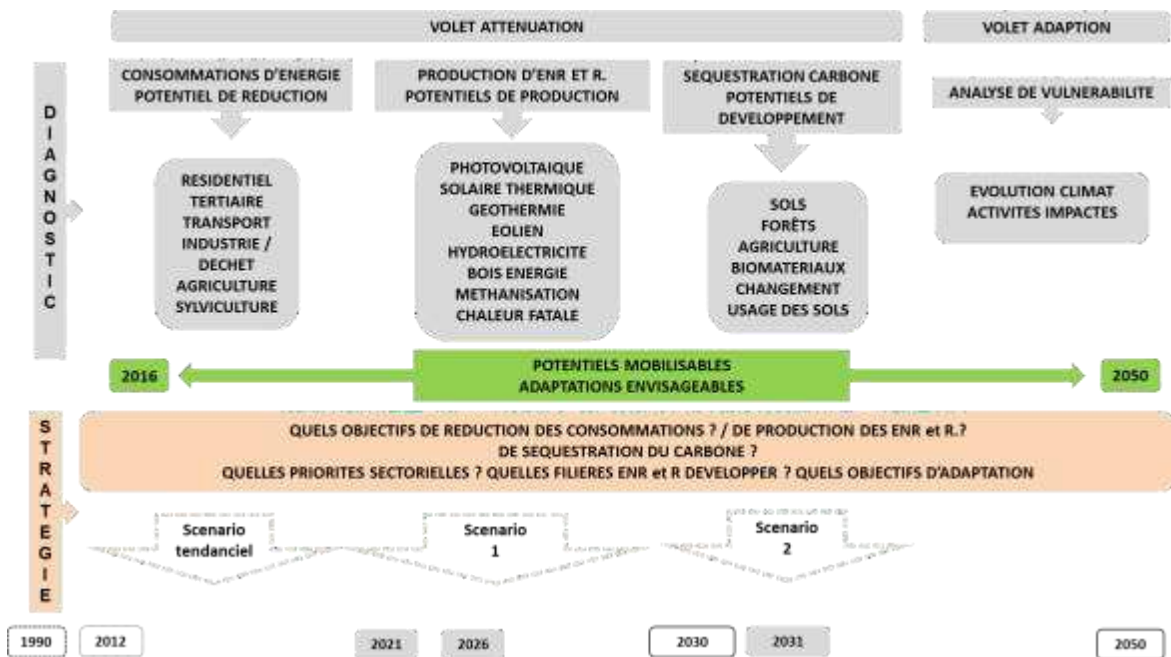 VOLET ATTENUATION
VOLET ADAPTION
DIAGNOSTIC
CONSOMMATIONS D'ENERGIE
POTENTIEL DE REDUCTION
PRODUCTION D'ENR ET R.
POTENTIELS DE PRODUCTION
SEQUESTRATION CARBONE
POTENTIELS DE
DEVELOPPEMENT
ANALYSE DE VULNERABILITE
RESIDENTIEL
TERTIAIRE
TRANSPORT
INDUSTRIE /
DECHET
AGRICULTURE
SYLVICULTURE
PHOTOVOLTAIQUE
SOLAIRE THERMIQUE
GEOTHERMIE
EOLIEN
HYDROELECTRICITE
BOIS ENERGIE
METHANISATION
CHALEUR FATALE
SOLS
FORÊTS
AGRICULTURE
BIOMATERIAUX
CHANGEMENT
USAGE DES SOLS
EVOLUTION CLIMAT
ACTIVITES IMPACTES
2016
POTENTIELS MOBILISABLES
ADAPTATIONS ENVISAGEABLES
2050
STRATEGIE
QUELS OBJECTIFS DE REDUCTION DES CONSOMMATIONS ? / DE PRODUCTION DES ENR et R.?
DE SEQUESTRATION DU CARBONE ?
QUELLES PRIORITES SECTORIELLES ? QUELLES FILIERES ENR et R DEVELOPPER ? QUELS OBJECTIFS D'ADAPTATION
Scenario
tendanciel
Scenario
1
Scenario
2
1990
2012
2021
2026
2030
2031
2050